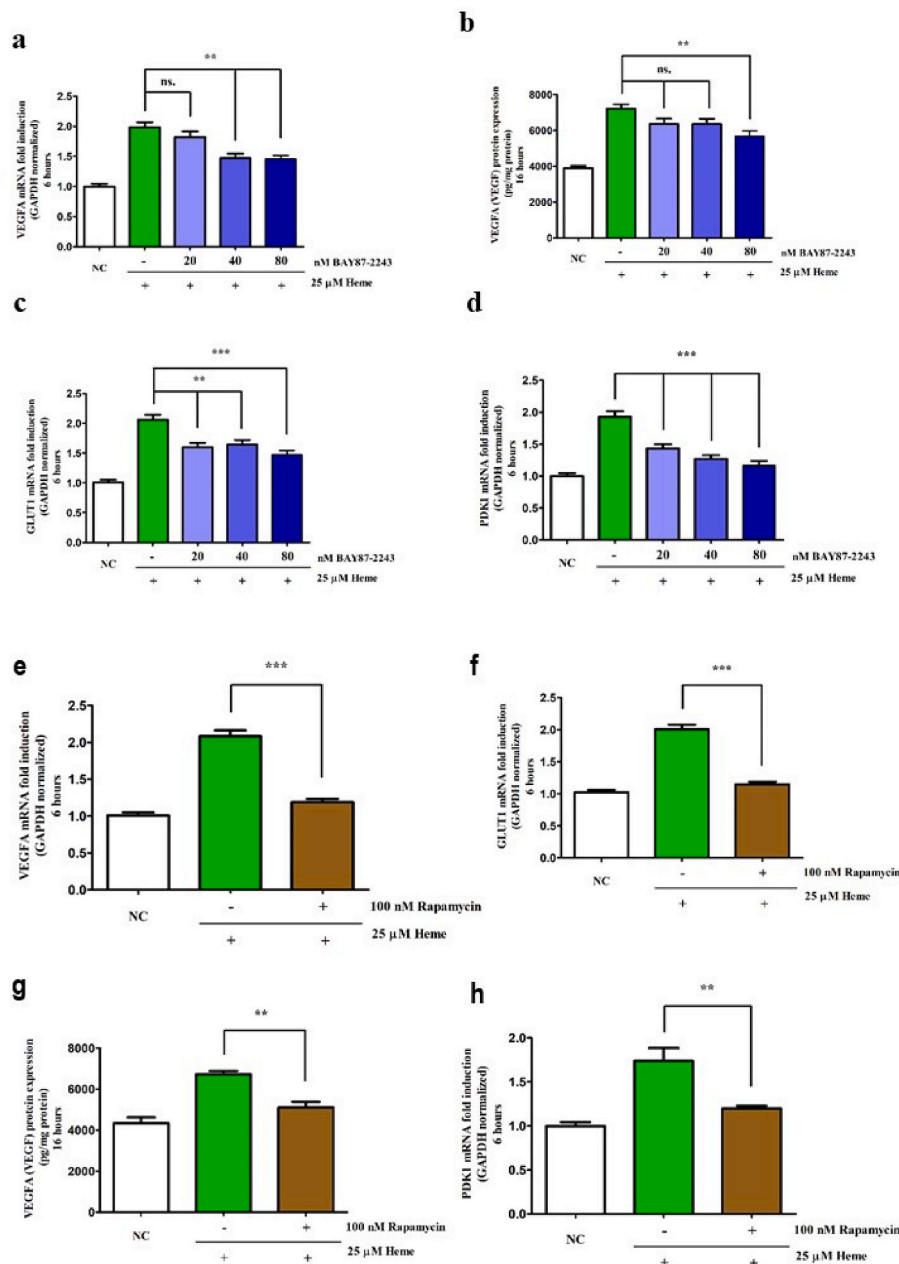 a
**
ns.
VEGFA mRNA fold induction
(GAPDH normalized)
6 hours
2.5
2.0
1.5
1.0
0.5
0.0
NC
- 20 40 80 nM BAY87-2243
+ + + + 25 μM Heme
b
**
ns.
VEGFA (VEGF) protein expression
(pg/mg protein)
16 hours
8000
6000
4000
16000
2000
0
NC
- 20 40 80 nM BAY87-2243
+ + + + 25 μM Heme
c
***
**
GLUT1 mRNA fold induction
(GAPDH normalized)
6 hours
2.5
2.0
1.5
1.0
0.5
0.0
NC
- 20 40 80 nM BAY87-2243
+ + + + 25 μM Heme
d
***
PDK1 mRNA fold induction
(GAPDH normalized)
6 hours
2.5
2.0
1.5
1.0
0.5
0.0
NC
- 20 40 80 nM BAY87-2243
+ + + + 25 μM Heme
e
***
VEGFA mRNA fold induction
(GAPDH normalized)
6 hours
2.5
2.0
1.5
1.0
0.5
0.0
NC
- + 100 nM Rapamycin
+ + 25 μM Heme
f
***
GLUT1 mRNA fold induction
(GAPDH normalized)
6 hours
2.5
2.0
1.5
1.0
0.5
0.0
NC
- + 100 nM Rapamycin
+ + 25 μM Heme
g
**
VEGFA (VEGF) protein expression
(pg/mg protein)
16 hours
8000
6000
4000
2000
0
NC
- + 100 nM Rapamycin
+ + 25 μM Heme
h
**
PDK1 mRNA fold induction
(GAPDH normalized)
6 hours
2.0
1.5
1.0
0.5
0.0
NC
- + 100 nM Rapamycin
+ + 25 μM Heme